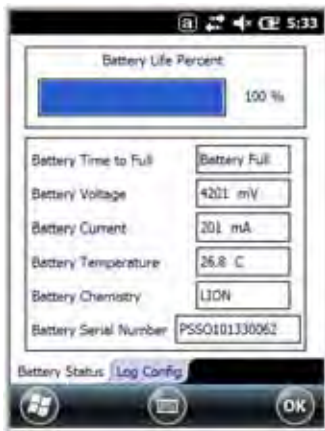 a 5:33
Battery Life Percent
100 %
Battery Time to Full Battery Full
Battery Voltage 4201 mV
Battery Current 201 mA
Battery Temperature 26.8 C
Battery Chemistry LION
Battery Serial Number PSSO101330062
Battery Status Log Config
OK